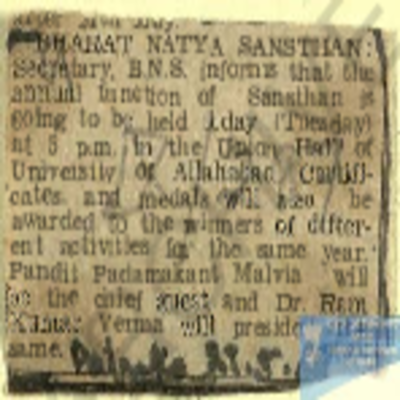 BHARAT NATYA SANSTHAN:
Secretary, B.N.S. informs that the
annual function of Sansthan is
going to be held today (Tuesday)
at 5 p.m. in the Union Hall of
University of Allahabad. Certifi-
cates and medals will also be
awarded to the winners of differ-
ent activities for the same year.
Pandit Padamakant Malvia will
be the chief guest and Dr. Ram
Kumar Verma will preside the
same.